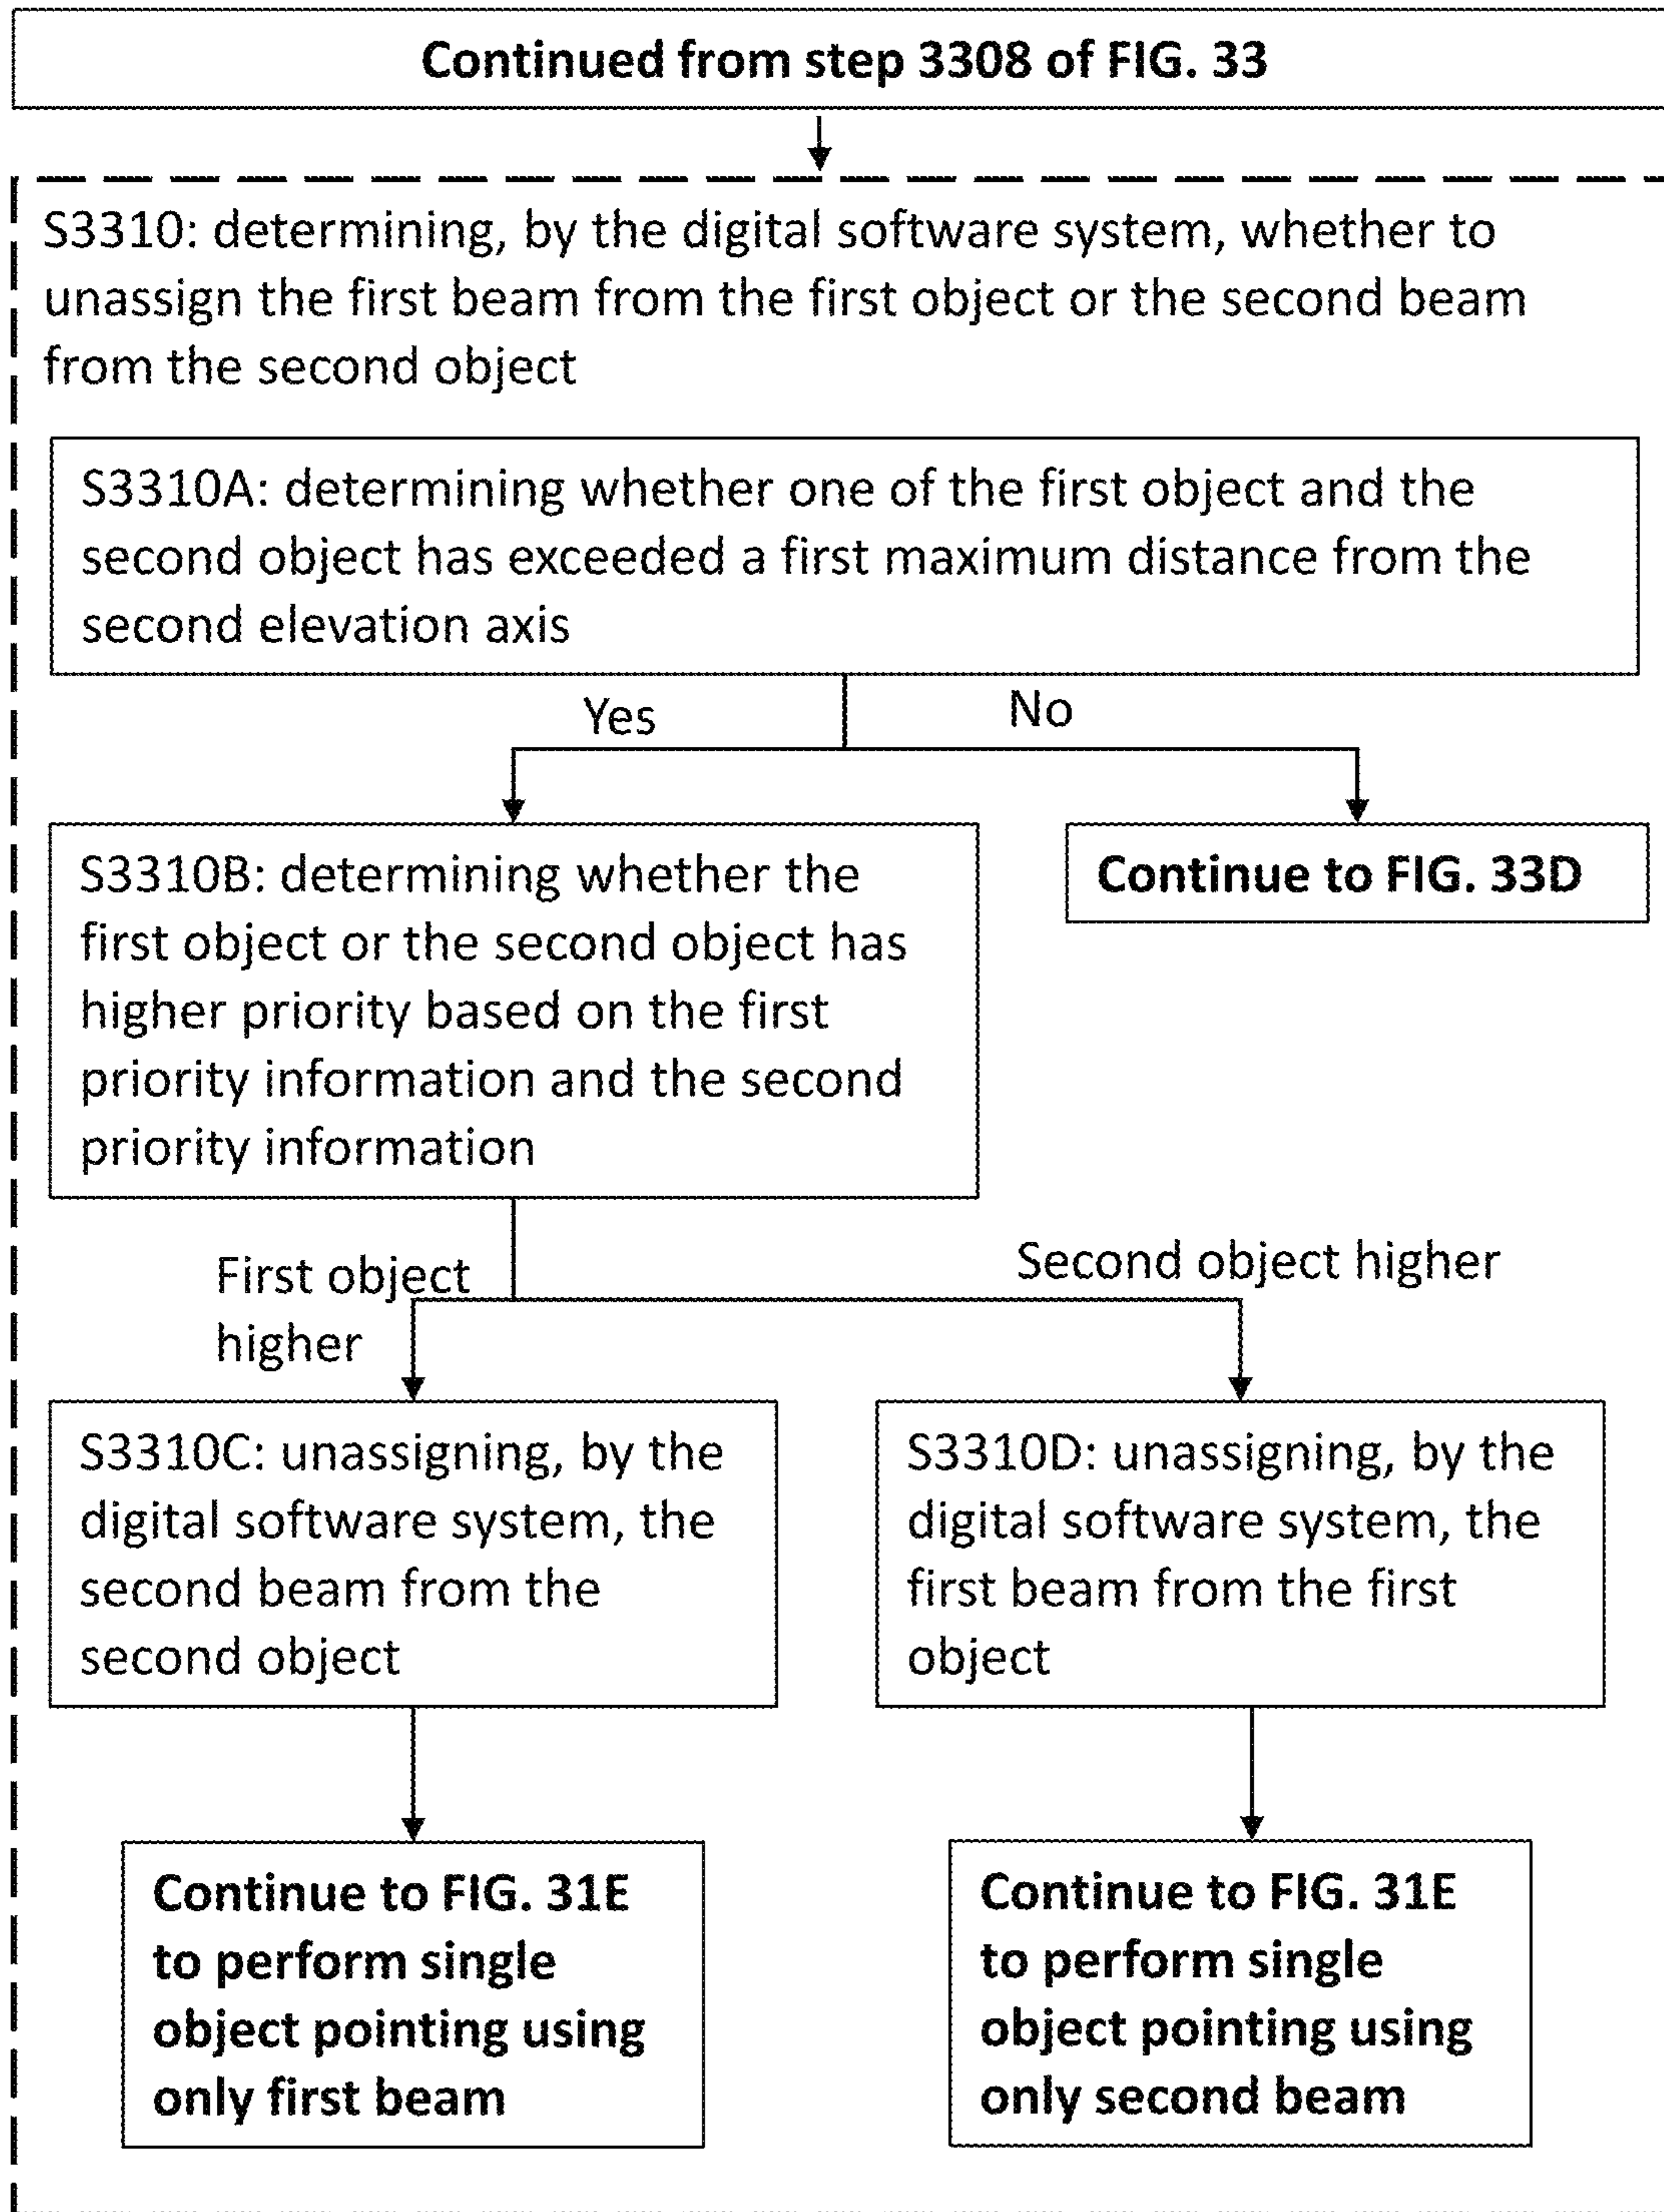 Continued from step 3308 of FIG. 33
S3310: determining, by the digital software system, whether to
unassign the first beam from the first object or the second beam
from the second object
S3310A: determining whether one of the first object and the
second object has exceeded a first maximum distance from the
second elevation axis
Yes
No
S3310B: determining whether the
first object or the second object has
higher priority based on the first
priority information and the second
priority information
Continue to FIG. 33D
First object
higher
Second object higher
S3310C: unassigning, by the
digital software system, the
second beam from the
second object
S3310D: unassigning, by the
digital software system, the
first beam from the first
object
Continue to FIG. 31E
to perform single
object pointing using
only first beam
Continue to FIG. 31E
to perform single
object pointing using
only second beam